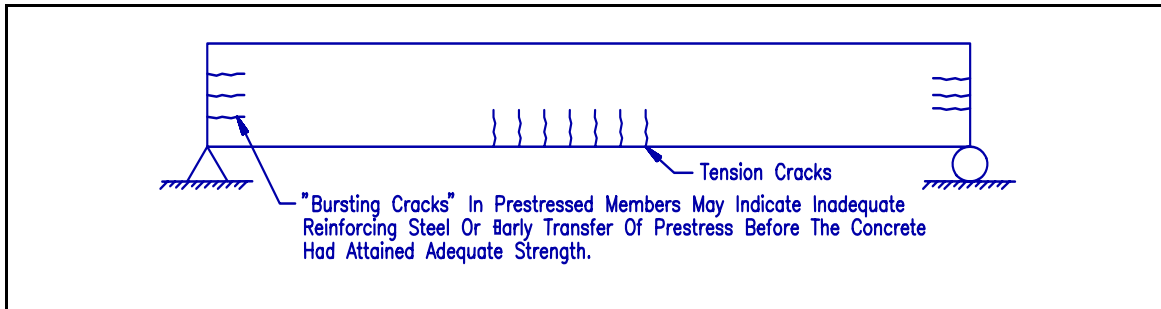 Tension Cracks
"Bursting Cracks" In Prestressed Members May Indicate Inadequate
Reinforcing Steel Or Early Transfer Of Prestress Before The Concrete
Had Attained Adequate Strength.